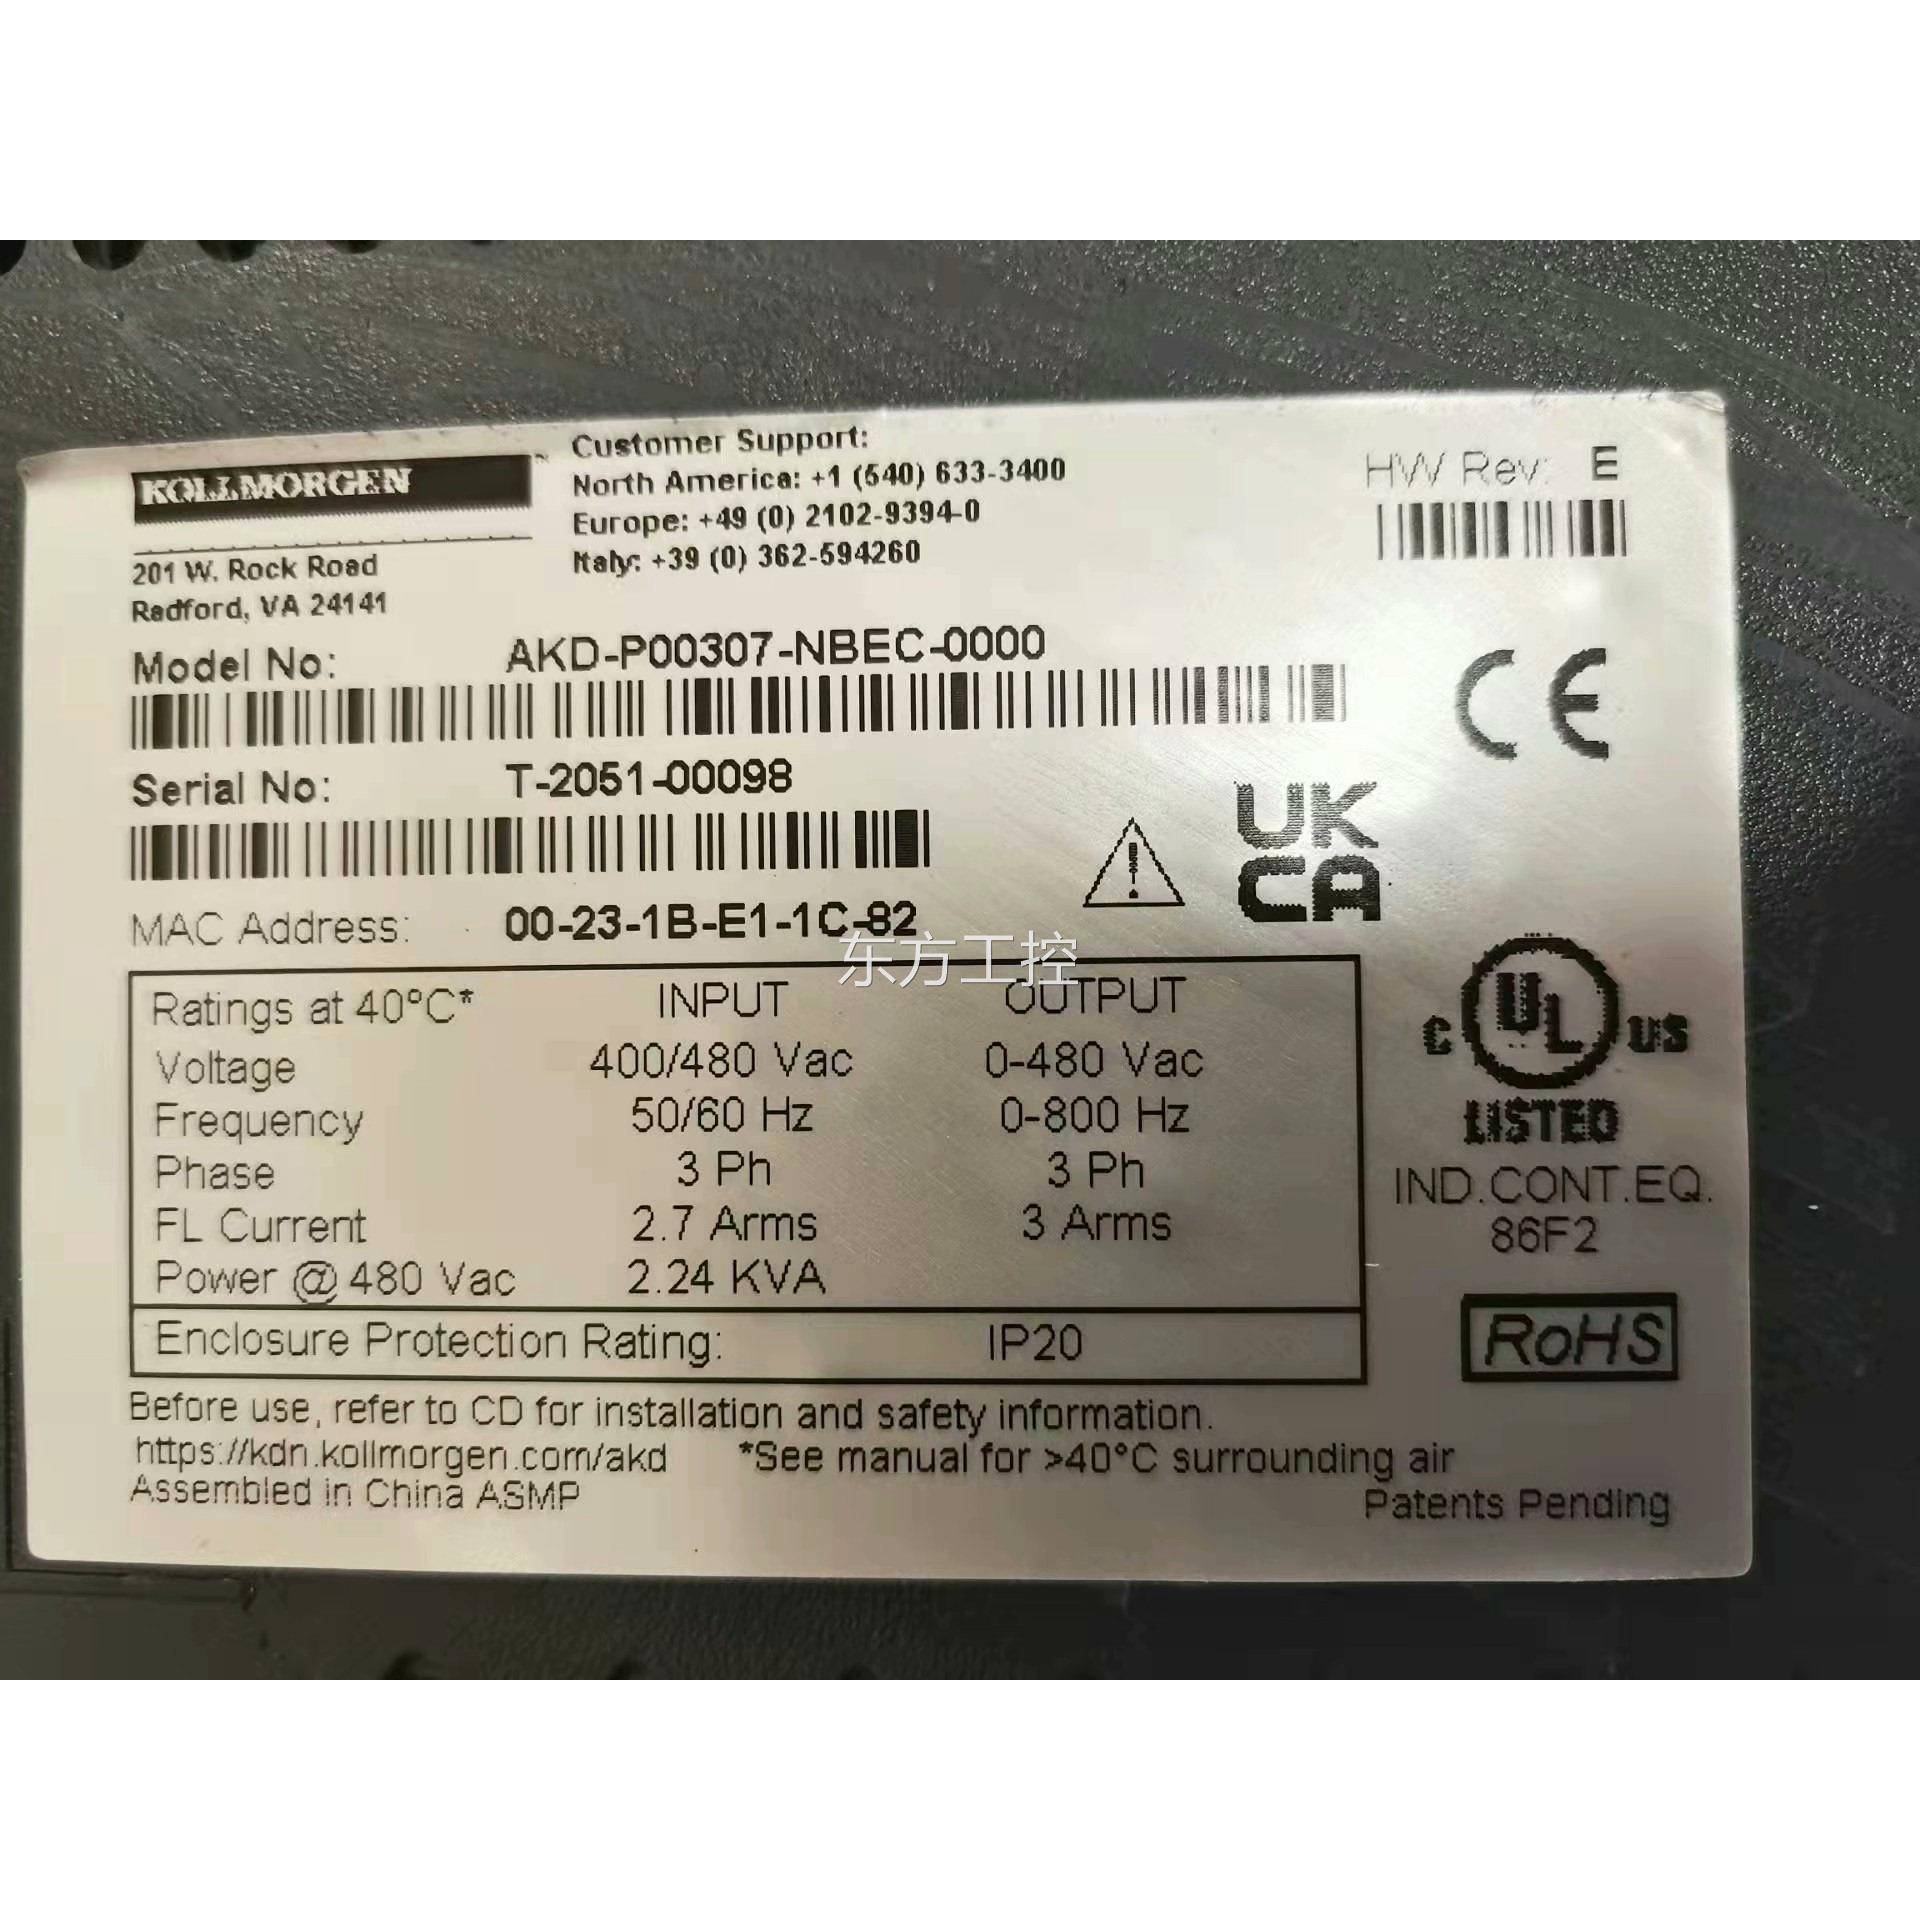 KOLLMORGEN
201 W. Rock Road
Radford, VA 24141
Customer Support:
North America: +1 (540) 633-3400
Europe: +49 (0) 2102-9394-0
Italy: +39 (0) 362-594260
HW Rev: E
Model No: AKD-P00307-NBEC-0000
Serial No: T-2051-00098
MAC Address: 00-23-1B-E1-1C-82
东方工控
CE
UK
CA
Ratings at 40°C* INPUT OUTPUT
Voltage 400/480 Vac 0-480 Vac
Frequency 50/60 Hz 0-800 Hz
Phase 3 Ph 3 Ph
FL Current 2.7 Arms 3 Arms
Power @ 480 Vac 2.24 KVA
Enclosure Protection Rating: IP20
C UL US
LISTED
IND.CONT.EQ.
86F2
RoHS
Before use, refer to CD for installation and safety information.
https://kdn.kollmorgen.com/akd *See manual for >40°C surrounding air
Assembled in China ASMP
Patents Pending